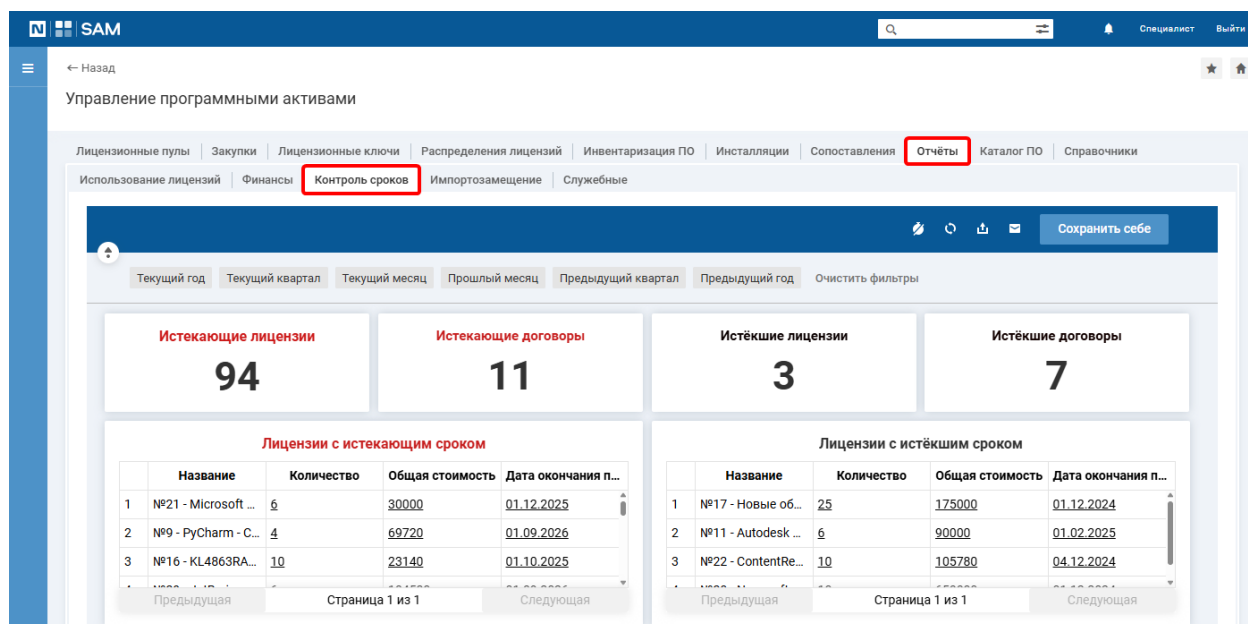 N SAM Специалист Выйти
← Назад
Управление программными активами
Лицензионные пулы Закупки Лицензионные ключи Распределения лицензий Инвентаризация ПО Инсталляции Сопоставления Отчёты Каталог ПО Справочники
Использование лицензий Финансы Контроль сроков Импортозамещение Служебные
Сохранить себе
Текущий год Текущий квартал Текущий месяц Прошлый месяц Предыдущий квартал Предыдущий год Очистить фильтры
Истекающие лицензии Истекающие договоры Истёкшие лицензии Истёкшие договоры
94 11 3 7
Лицензии с истекающим сроком
Название Количество Общая стоимость Дата окончания п...
1 №21 - Microsoft ... 6 30000 01.12.2025
2 №9 - PyCharm - C... 4 69720 01.09.2026
3 №16 - KL4863RA... 10 23140 01.10.2025
Предыдущая Страница 1 из 1 Следующая
Лицензии с истёкшим сроком
Название Количество Общая стоимость Дата окончания п...
1 №17 - Новые об... 25 175000 01.12.2024
2 №11 - Autodesk ... 6 90000 01.02.2025
3 №22 - ContentRe... 10 105780 04.12.2024
Предыдущая Страница 1 из 1 Следующая